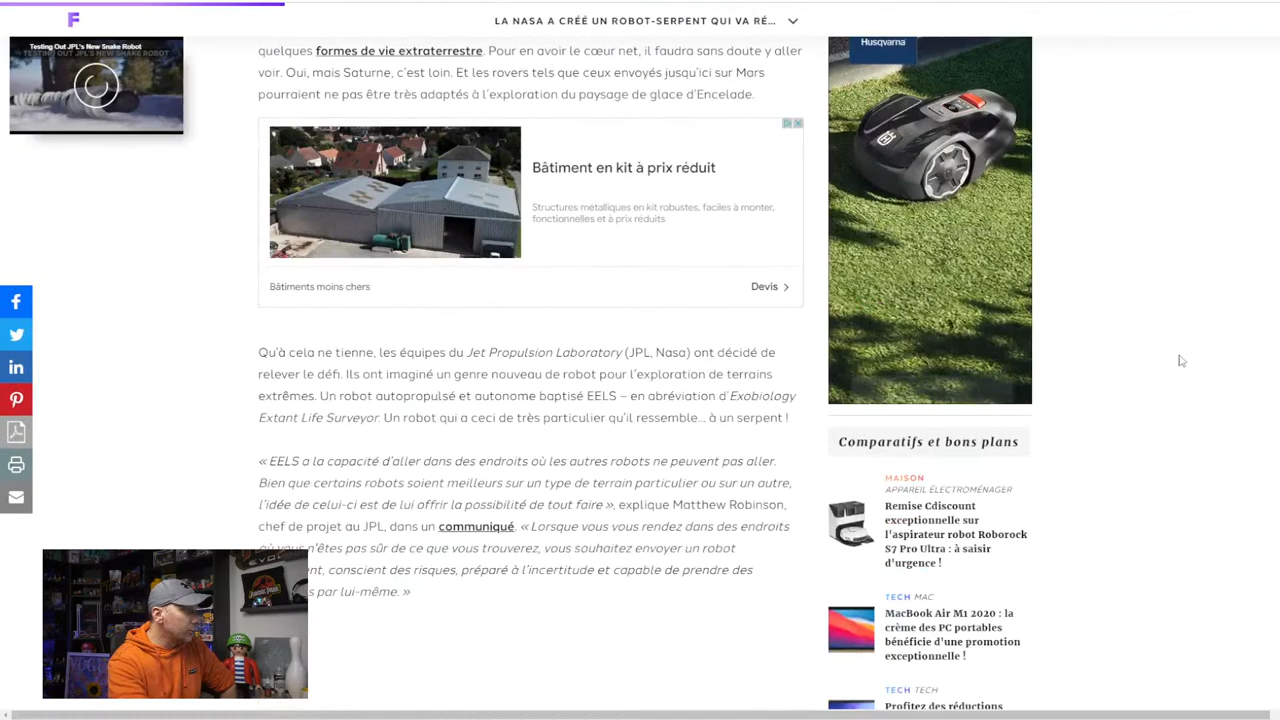 F
LA NASA A CRÉÉ UN ROBOT-SERPENT QUI VA RÉ...
Testing Out JPL's New Snake Robot
TESTING OUT JPL'S NEW SNAKE ROBOT
quelques formes de vie extraterrestre. Pour en avoir le cœur net, il faudra sans doute y aller
voir. Oui, mais Saturne, c'est loin. Et les rovers tels que ceux envoyés jusqu'ici sur Mars
pourraient ne pas être très adaptés à l'exploration du paysage de glace d'Encelade.
Bâtiment en kit à prix réduit
Structures métalliques en kit robustes, faciles à monter,
fonctionnelles et à prix réduits
Bâtiments moins chers
Devis
Qu'à cela ne tienne, les équipes du Jet Propulsion Laboratory (JPL, Nasa) ont décidé de
relever le défi. Ils ont imaginé un genre nouveau de robot pour l'exploration de terrains
extrêmes. Un robot autopropulsé et autonome baptisé EELS – en abréviation d'Exobiology
Extant Life Surveyor. Un robot qui a ceci de très particulier qu'il ressemble... à un serpent !
« EELS a la capacité d'aller dans des endroits où les autres robots ne peuvent pas aller.
Bien que certains robots soient meilleurs sur un type de terrain particulier ou sur un autre,
l'idée de celui-ci est de lui offrir la possibilité de tout faire », explique Matthew Robinson,
chef de projet au JPL, dans un communiqué. « Lorsque vous vous rendez dans des endroits
où vous n'êtes pas sûr de ce que vous trouverez, vous souhaitez envoyer un robot
nt, conscient des risques, préparé à l'incertitude et capable de prendre des
s par lui-même. »
JURASSIC PARK
Husqvarna
Comparatifs et bons plans
MAISON
APPAREIL ÉLECTROMÉNAGER
Remise Cdiscount
exceptionnelle sur
l'aspirateur robot Roborock
S7 Pro Ultra : à saisir
d'urgence !
TECH MAC
MacBook Air M1 2020 : la
crème des PC portables
bénéficie d'une promotion
exceptionnelle !
TECH TECH
Profitez des réductions